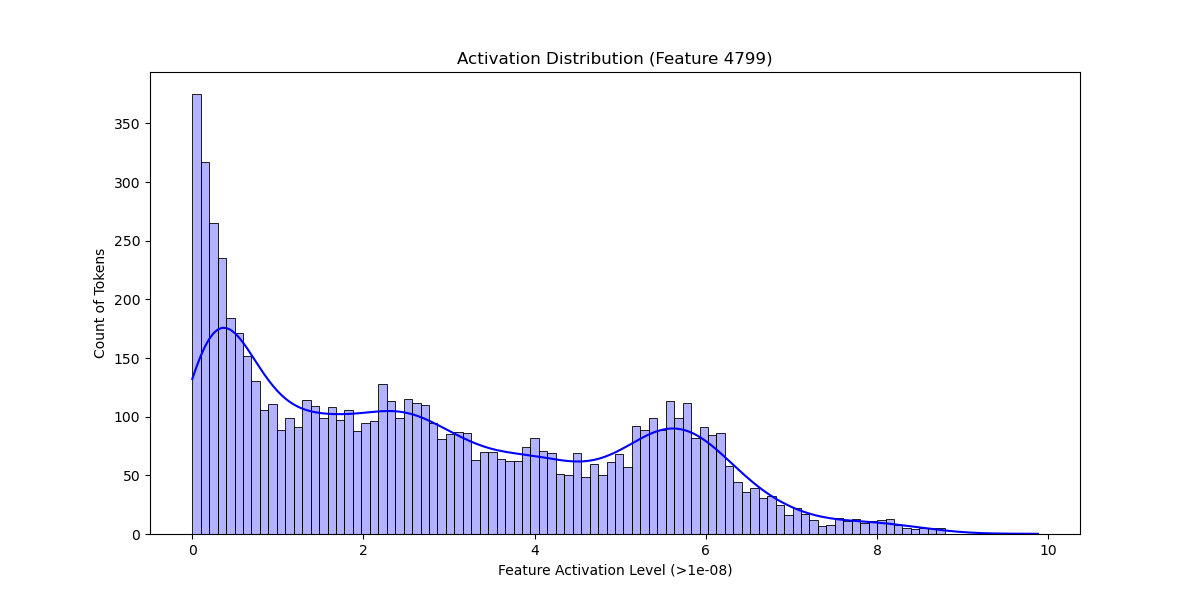 Activation Distribution (Feature 4799)
350
300
250
200
150
100
50
0
Count of Tokens
0 2 4 6 8 10
Feature Activation Level (>1e-08)